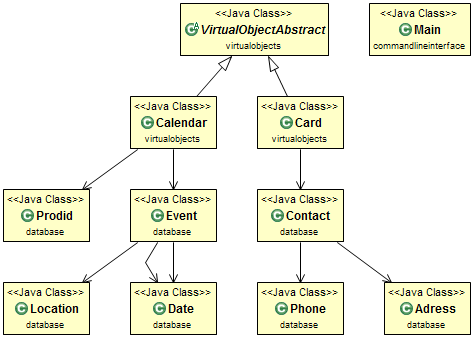 <<Java Class>>
VirtualObjectAbstract
virtualobjects
<<Java Class>>
Main
commandlineinterface
<<Java Class>>
Calendar
virtualobjects
<<Java Class>>
Card
virtualobjects
<<Java Class>>
Prodid
database
<<Java Class>>
Event
database
<<Java Class>>
Contact
database
<<Java Class>>
Location
database
<<Java Class>>
Date
database
<<Java Class>>
Phone
database
<<Java Class>>
Adress
database